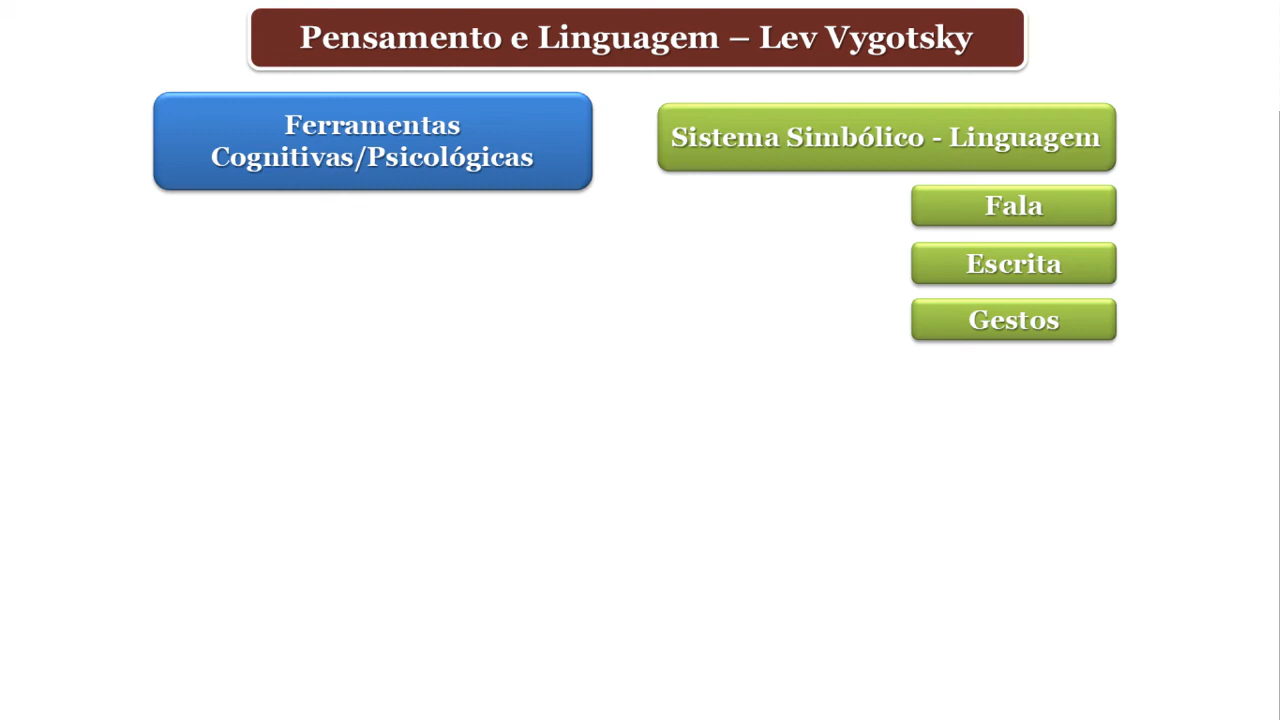 Pensamento e Linguagem – Lev Vygotsky
Ferramentas
Cognitivas/Psicológicas
Sistema Simbólico - Linguagem
Fala
Escrita
Gestos